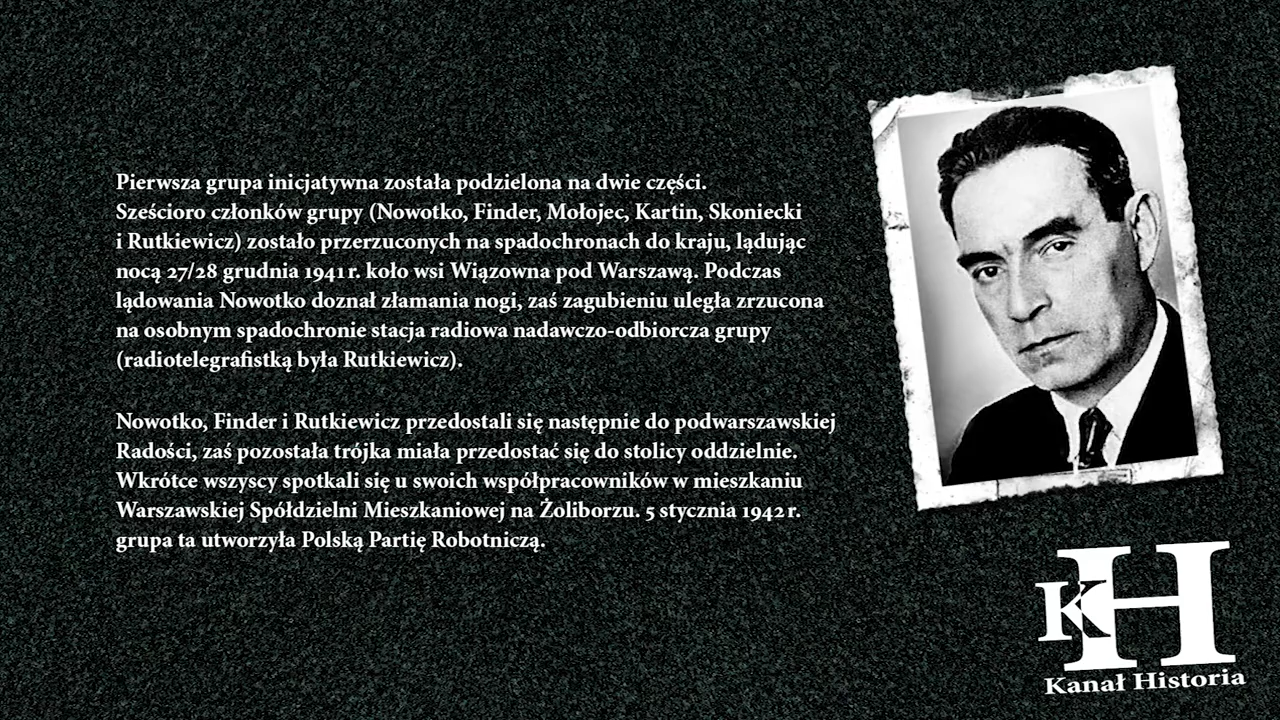 Pierwsza grupa inicjatywna została podzielona na dwie części.
Sześcioro członków grupy (Nowotko, Finder, Mołojec, Kartin, Skoniecki
i Rutkiewicz) zostało przerzuconych na spadochronach do kraju, lądując
nocą 27/28 grudnia 1941 r. koło wsi Wiązowna pod Warszawą. Podczas
lądowania Nowotko doznał złamania nogi, zaś zagubieniu uległa zrzucona
na osobnym spadochronie stacja radiowa nadawczo-odbiorcza grupy
(radiotelegrafistką była Rutkiewicz).
Nowotko, Finder i Rutkiewicz przedostali się następnie do podwarszawskiej
Radości, zaś pozostała trójka miała przedostać się do stolicy oddzielnie.
Wkrótce wszyscy spotkali się u swoich współpracowników w mieszkaniu
Warszawskiej Spółdzielni Mieszkaniowej na Żoliborzu. 5 stycznia 1942 r.
grupa ta utworzyła Polską Partię Robotniczą.
KH
Kanał Historia